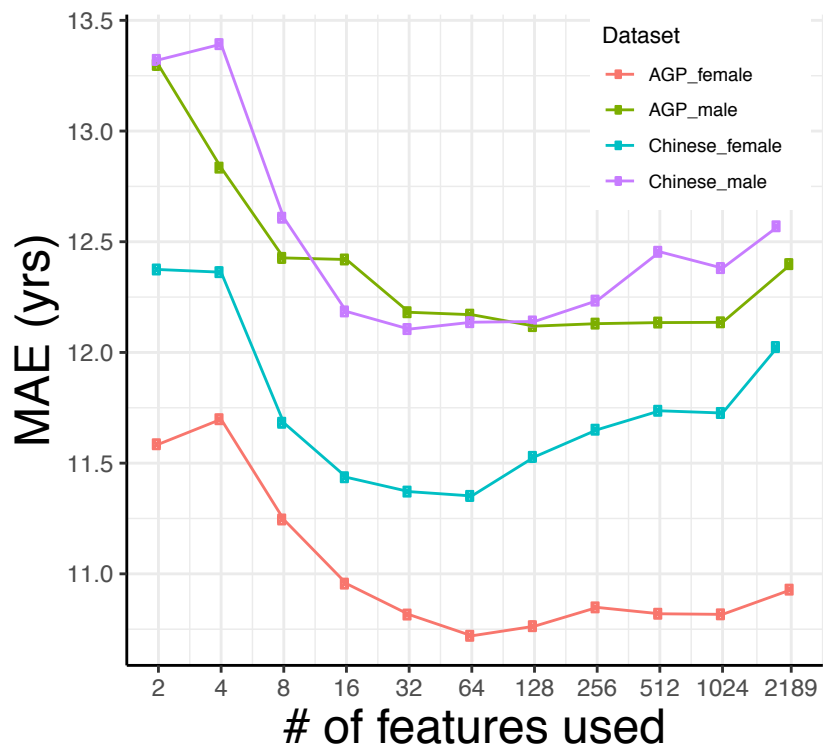 13.5
13.0
12.5
12.0
11.5
11.0
MAE (yrs)
Dataset
AGP_female
AGP_male
Chinese_female
Chinese_male
2 4 8 16 32 64 128 256 512 1024 2189
# of features used